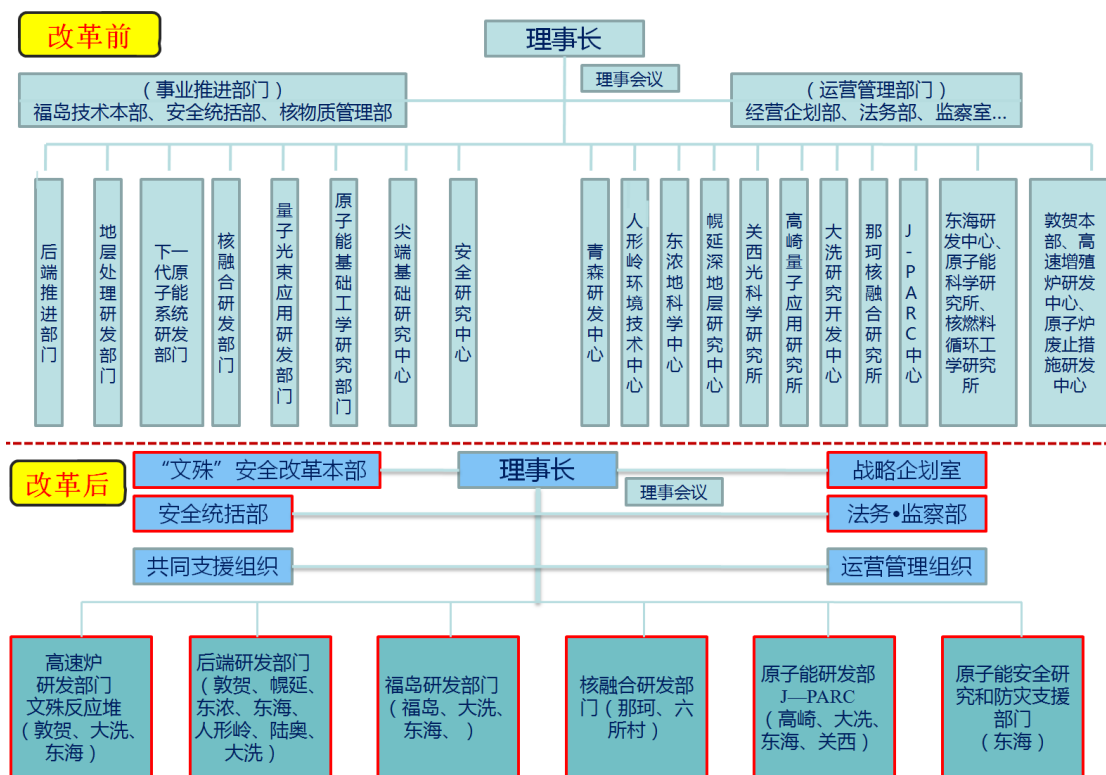 改革前
理事长
理事会议
（事业推进部门）
福岛技术本部、安全统括部、核物质管理部
（运营管理部门）
经营企划部、法务部、监察室...
后端推进部门
地层处理研发部门
下一
代原
子能
系统
研发
部门
核融合研发部门
量子光束应用研发部门
原子能基础工学研究部门
尖端基础研究中心
安全研究中心
青森研发中心
人形岭环境技术中心
东浓地科学中心
幌延深地层研究中心
关西光科学研究所
高崎量子应用研究所
大洗研究开发中心
那珂核融合研究所
J-PARC中心
东海研
发中心、
原子能
科学研
究所、
核燃料
循环工
学研究
所
敦贺本
部、高
速增殖
炉研发
中心、
原子炉
废止措
施研发
中心
改革后
“文殊”安全改革本部
理事长
战略企划室
理事会议
安全统括部
法务•监察部
共同支援组织
运营管理组织
高速炉
研发部门
文殊反应堆
（敦贺、大洗、
东海）
后端研发部门
（敦贺、幌延、
东浓、东海、
人形岭、陆奥、
大洗）
福岛研发部门
（福岛、大洗、
东海、）
核融合研发部
门（那珂、六
所村）
原子能研发部
J—PARC
（高崎、大冼、
东海、关西）
原子能安全研
究和防灾支援
部门
（东海）